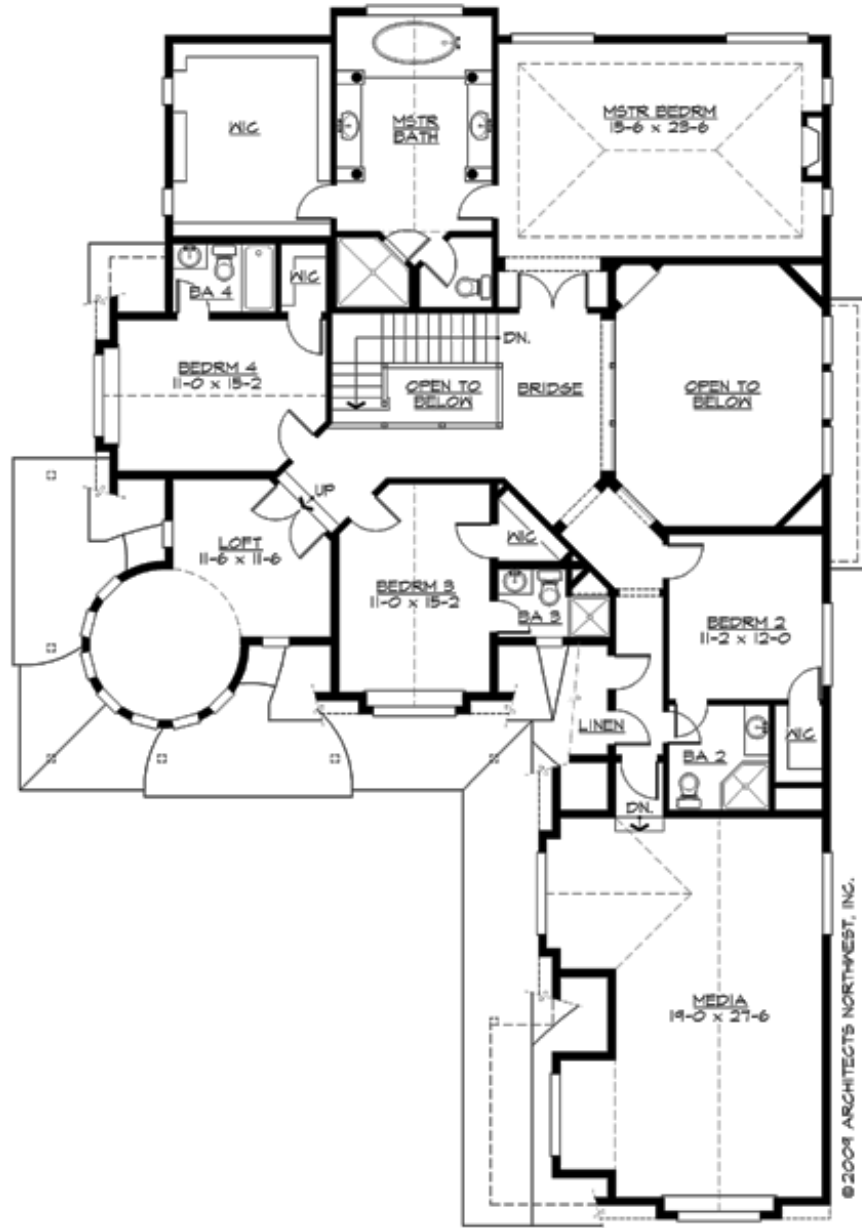 WIC
MSTR
BATH
MSTR BEDRM
15-6 x 23-6
BA 4
WIC
BEDRM 4
11-0 x 15-2
DN.
OPEN TO
BELOW
BRIDGE
OPEN TO
BELOW
UP
LOFT
11-6 x 11-6
BEDRM 3
11-0 x 15-2
WIC
BA 3
BEDRM 2
11-2 x 12-0
LINEN
BA 2
WIC
DN.
MEDIA
19-0 x 27-6
©2009 ARCHITECTS NORTHWEST, INC.